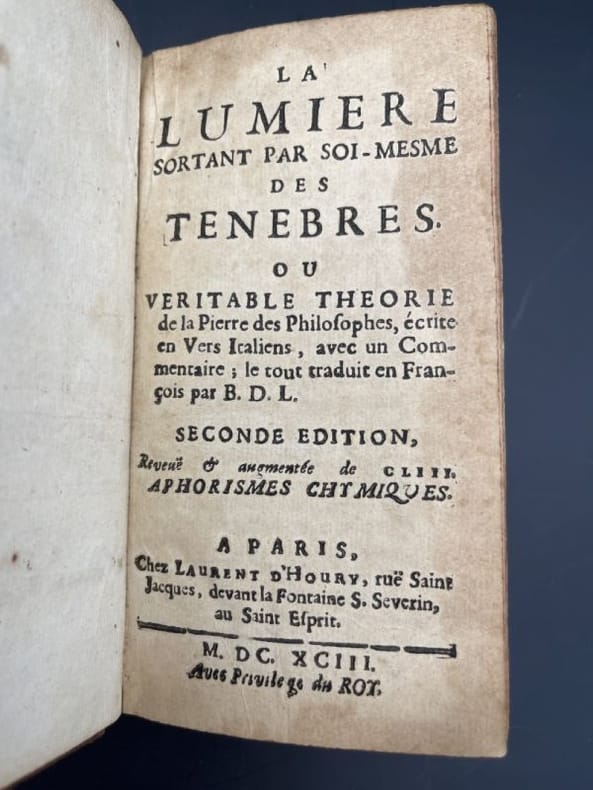 LA
LUMIERE
SORTANT PAR SOI-MESME
DES
TENEBRES.
OU
VERITABLE THEORIE
de la Pierre des Philoſophes, écrite
en Vers Italiens, avec un Com-
mentaire ; le tout traduit en Fran-
çois par B. D. L.
SECONDE EDITION,
Reveuë & augmentée de CLIII.
APHORISMES CHYMIQUES.
A PARIS,
Chez LAURENT D'HOURY, ruë Saint
Jacques, devant la Fontaine S. Severin,
au Saint Eſprit.
M. DC. XCIII.
Avec Privilege du ROY.